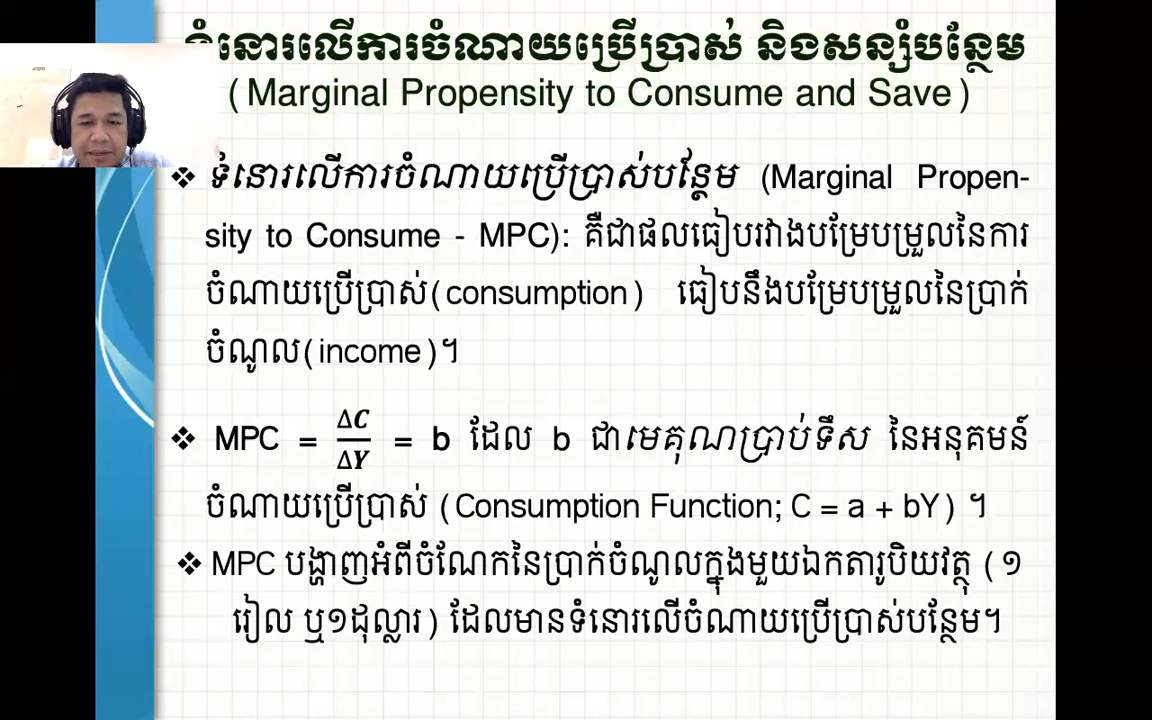 ទំនោរលើការចំណាយប្រើប្រាស់ និងសន្សំបន្ថែម
(Marginal Propensity to Consume and Save)
❖ ទំនោរលើការចំណាយប្រើប្រាស់បន្ថែម (Marginal Propen-
sity to Consume - MPC): គឺជាផលធៀបរវាងបម្រែបម្រួលនៃការ
ចំណាយប្រើប្រាស់(consumption) ធៀបនឹងបម្រែបម្រួលនៃប្រាក់
ចំណូល(income)។
❖ MPC = ΔC/ΔY = b ដែល b ជាមេគុណប្រាប់ទឹស នៃអនុគមន៍
ចំណាយប្រើប្រាស់ (Consumption Function; C = a + bY) ។
❖ MPC បង្ហាញអំពីចំណែកនៃប្រាក់ចំណូលក្នុងមួយឯកតារូបិយវត្ថុ (១
រៀល ឬ១ដុល្លារ) ដែលមានទំនោរលើចំណាយប្រើប្រាស់បន្ថែម។